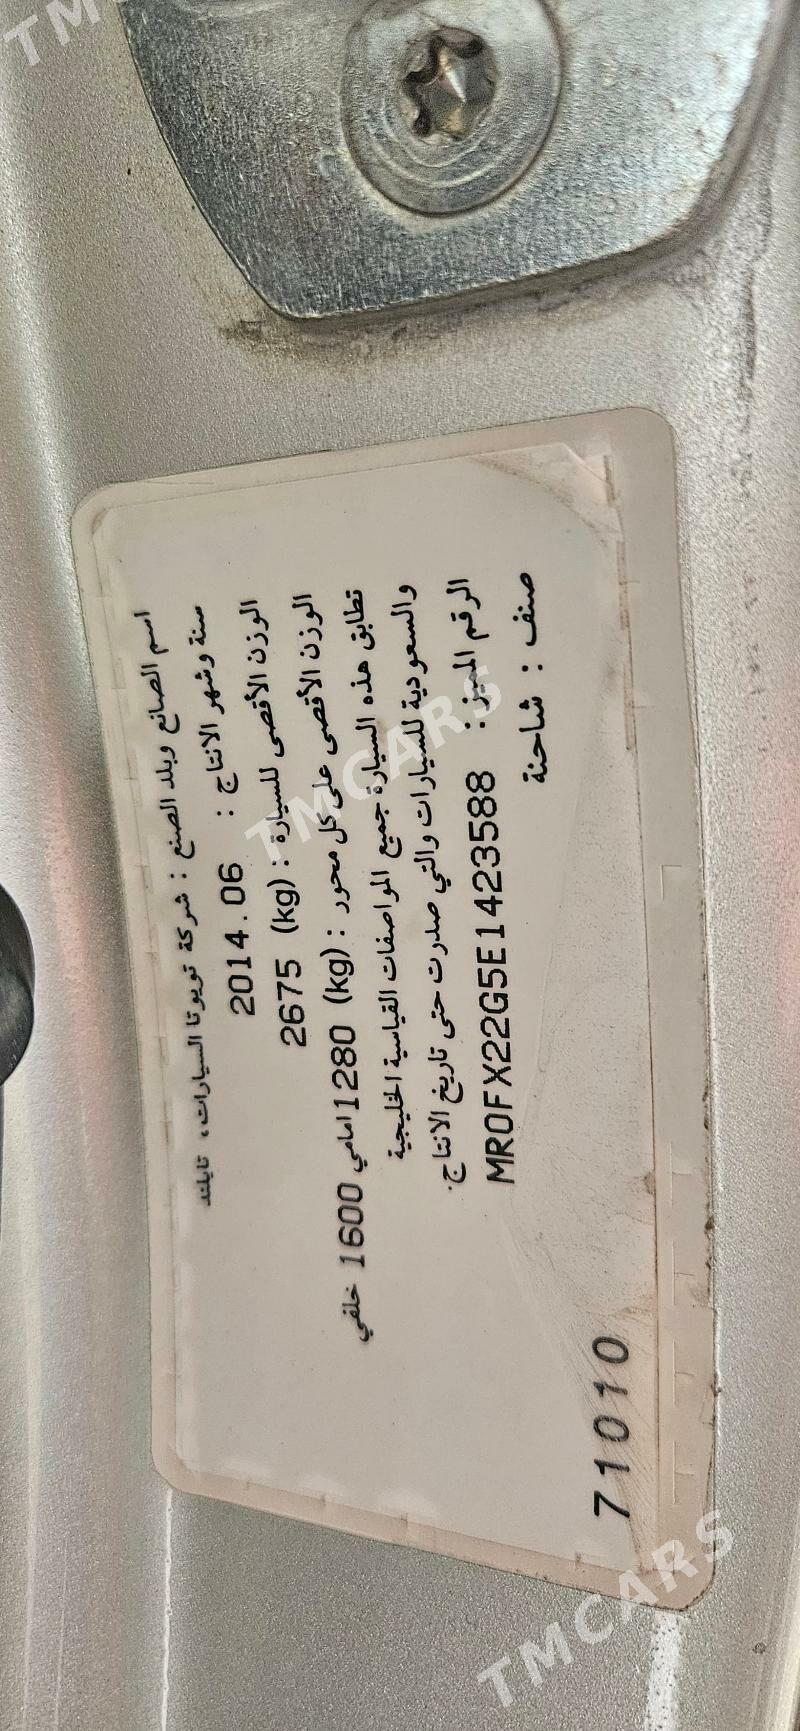 اسم الصانع وبلد الصنع : شركة تويوتا السيارات، تايلند
سنة وشهر الانتاج : 2014.06
الوزن الأقصى للسيارة : (kg) 2675
الوزن الأقصى على كل محور : (kg) 1280 امامي 1600 خلفي
تطابق هذه السيارة جميع المواصفات القياسية الخليجية
والسعودية للسيارات والتي صدرت حتى تاريخ الانتاج.
الرقم المميز : MR0FX22G5E1423588
صنف : شاحنة
71010
TMCARS
TMCARS